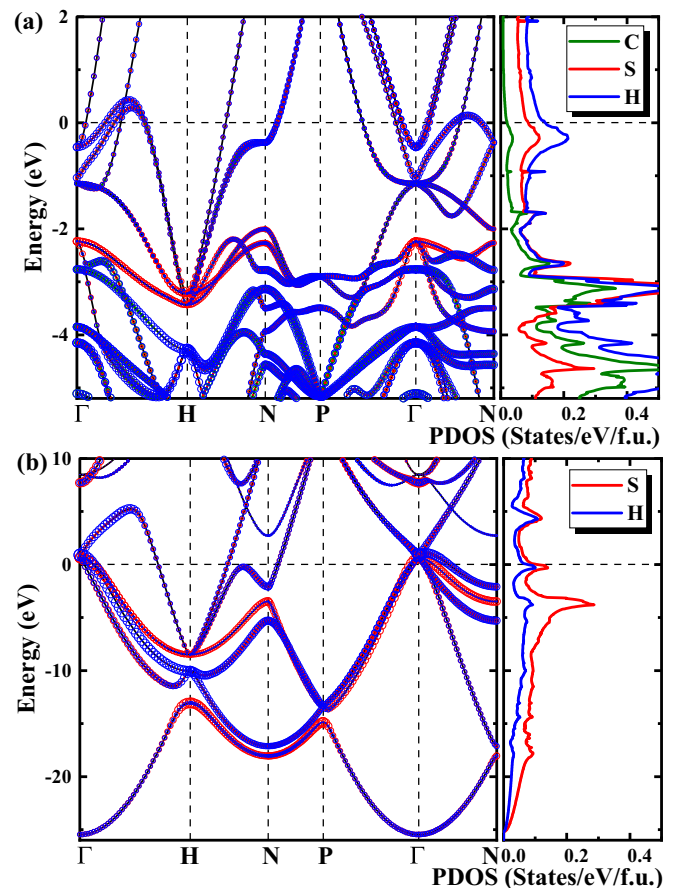 (a)
2
0
-2
-4
Energy (eV)
C
S
H
Γ H N P Γ N
0.0 0.2 0.4
PDOS (States/eV/f.u.)
(b)
10
0
-10
-20
Energy (eV)
S
H
Γ H N P Γ N
0.0 0.2 0.4
PDOS (States/eV/f.u.)